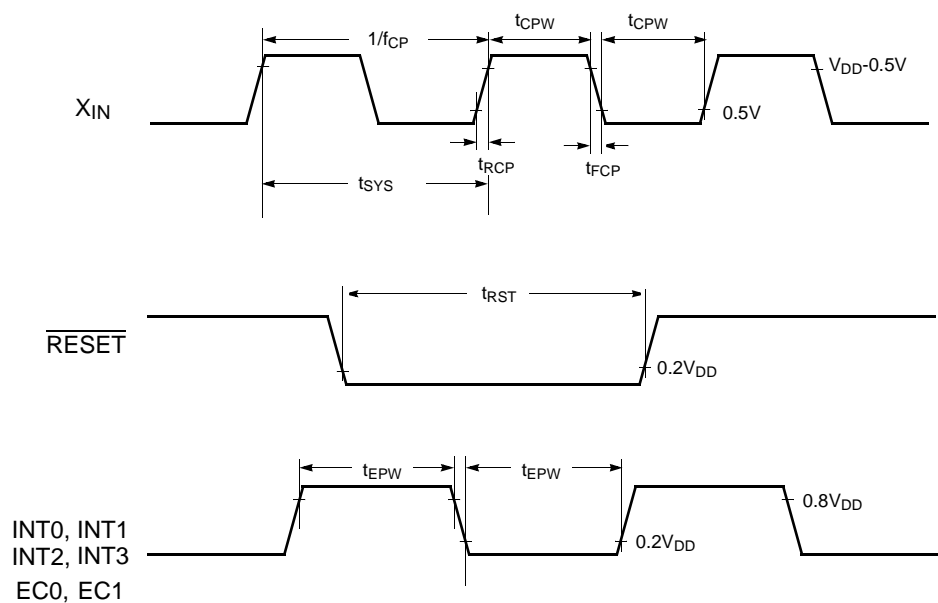 1/fCP
tCPW
tCPW
XIN
VDD-0.5V
0.5V
tRCP
tFCP
tSYS
tRST
RESET
0.2VDD
tEPW
tEPW
INT0, INT1
INT2, INT3
EC0, EC1
0.8VDD
0.2VDD